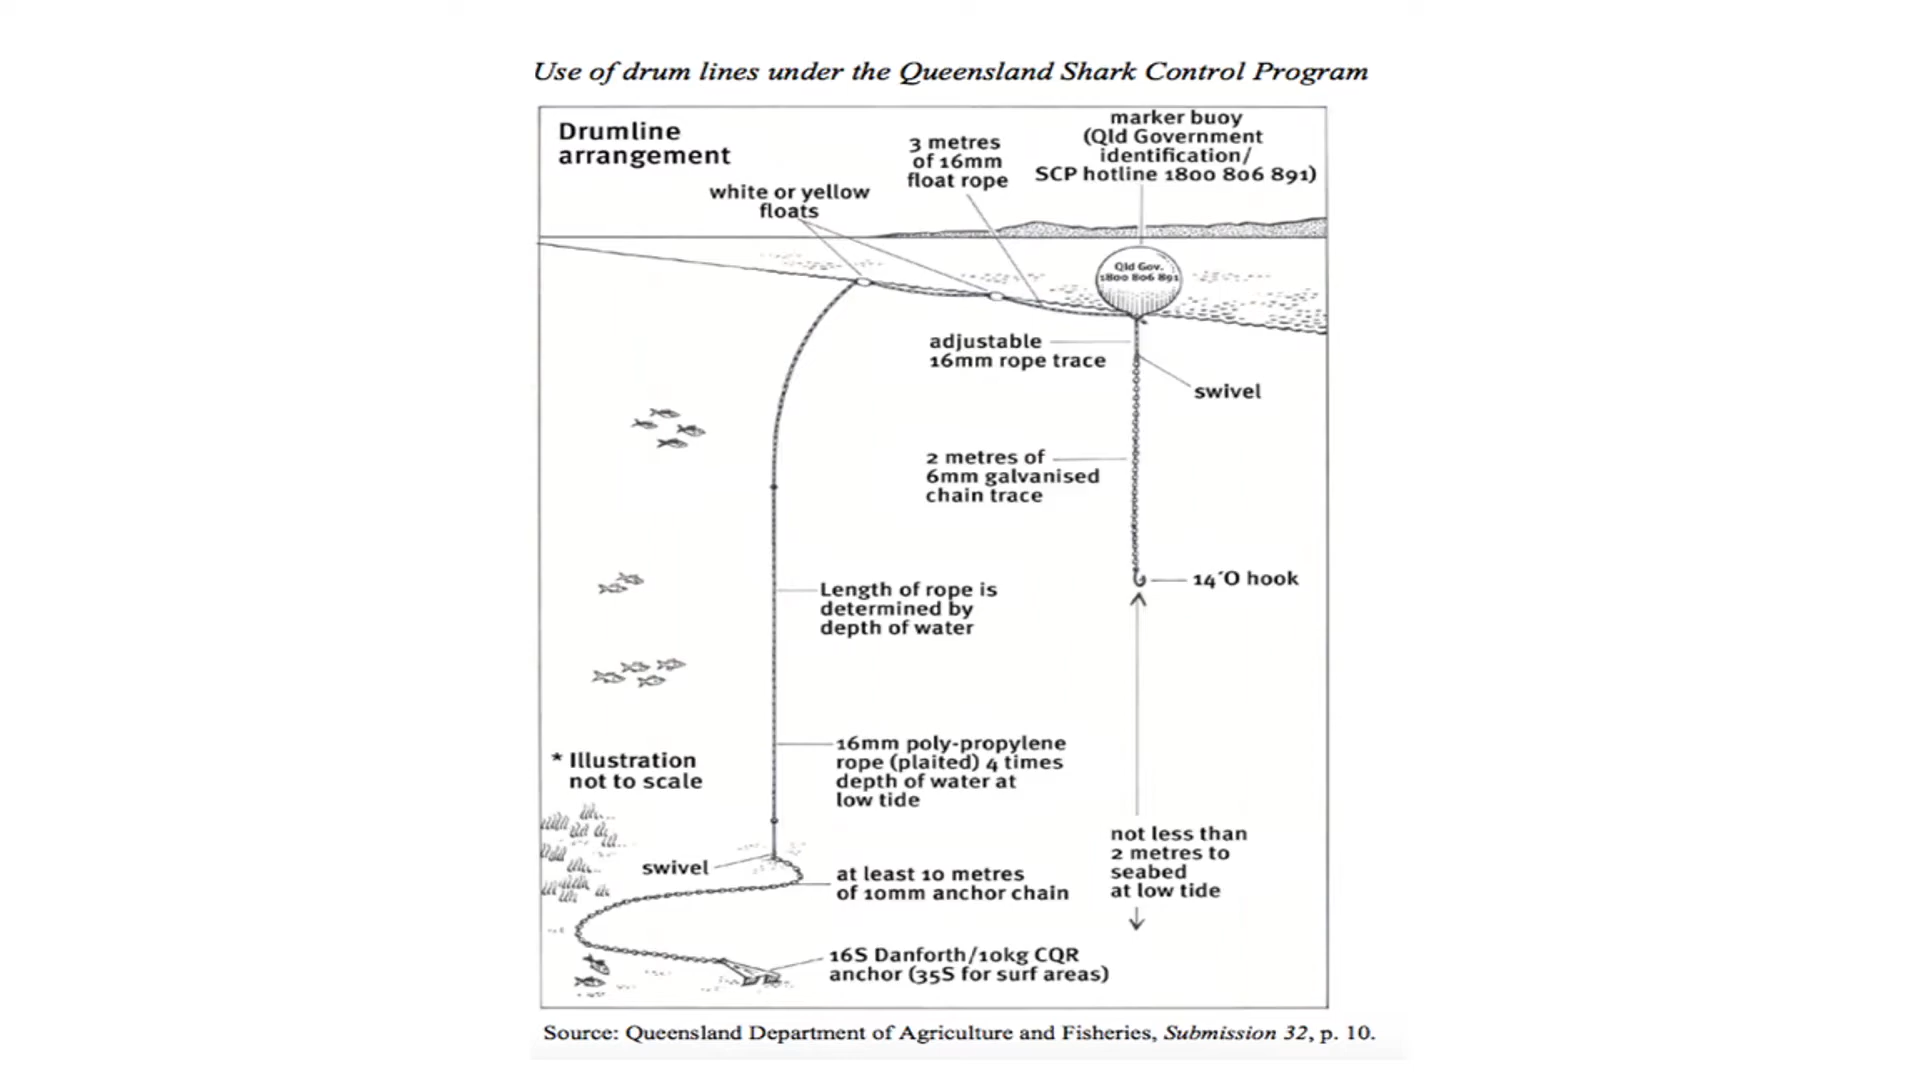 Use of drum lines under the Queensland Shark Control Program
Drumline
arrangement
white or yellow
floats
3 metres
of 16mm
float rope
marker buoy
(Qld Government
identification/
SCP hotline 1800 806 891)
Qld Gov.
1800 806 891
adjustable
16mm rope trace
swivel
2 metres of
6mm galvanised
chain trace
14´O hook
Length of rope is
determined by
depth of water
16mm poly-propylene
rope (plaited) 4 times
depth of water at
low tide
* Illustration
not to scale
swivel
at least 10 metres
of 10mm anchor chain
not less than
2 metres to
seabed
at low tide
16S Danforth/10kg CQR
anchor (35S for surf areas)
Source: Queensland Department of Agriculture and Fisheries, Submission 32, p. 10.